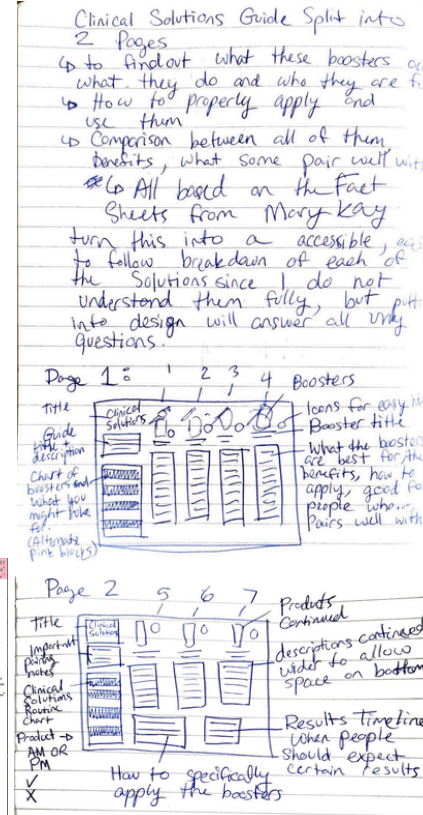 Clinical Solutions Guide Split into
2 Pages
↳ to findout what these boosters
what they do and who they are
↳ How to properly apply and
use them
↳ Comparison between all of them,
benefits, what some pair well with
*↳ All based on the Fact
Sheets from Mary Kay
turn this into a accessible,
to follow breakdown of each of
the Solutions since I do not
understand them fully, but
into design will answer all my
questions.
Page 1:
1 2 3 4 Boosters
Title
Guide
description
Chart of
boosters and
what you
might
for
(Alternate
pink blocks)
Clinical
Solutions
Icons for easy
Booster title
What the boosters
are best for, the
benefits, how to
apply, good for
people who...
Pairs well with
Page 2
5 6 7
Products
Continued
Title
Important
pairing
notes
Clinical
Solutions
Routine
Chart
Product →
AM OR
PM
✓
X
Clinical
Solutions
descriptions continued
wider to allow
space on bottom
Results Timeline
when people
should expect
certain results
How to specifically
apply the boosters